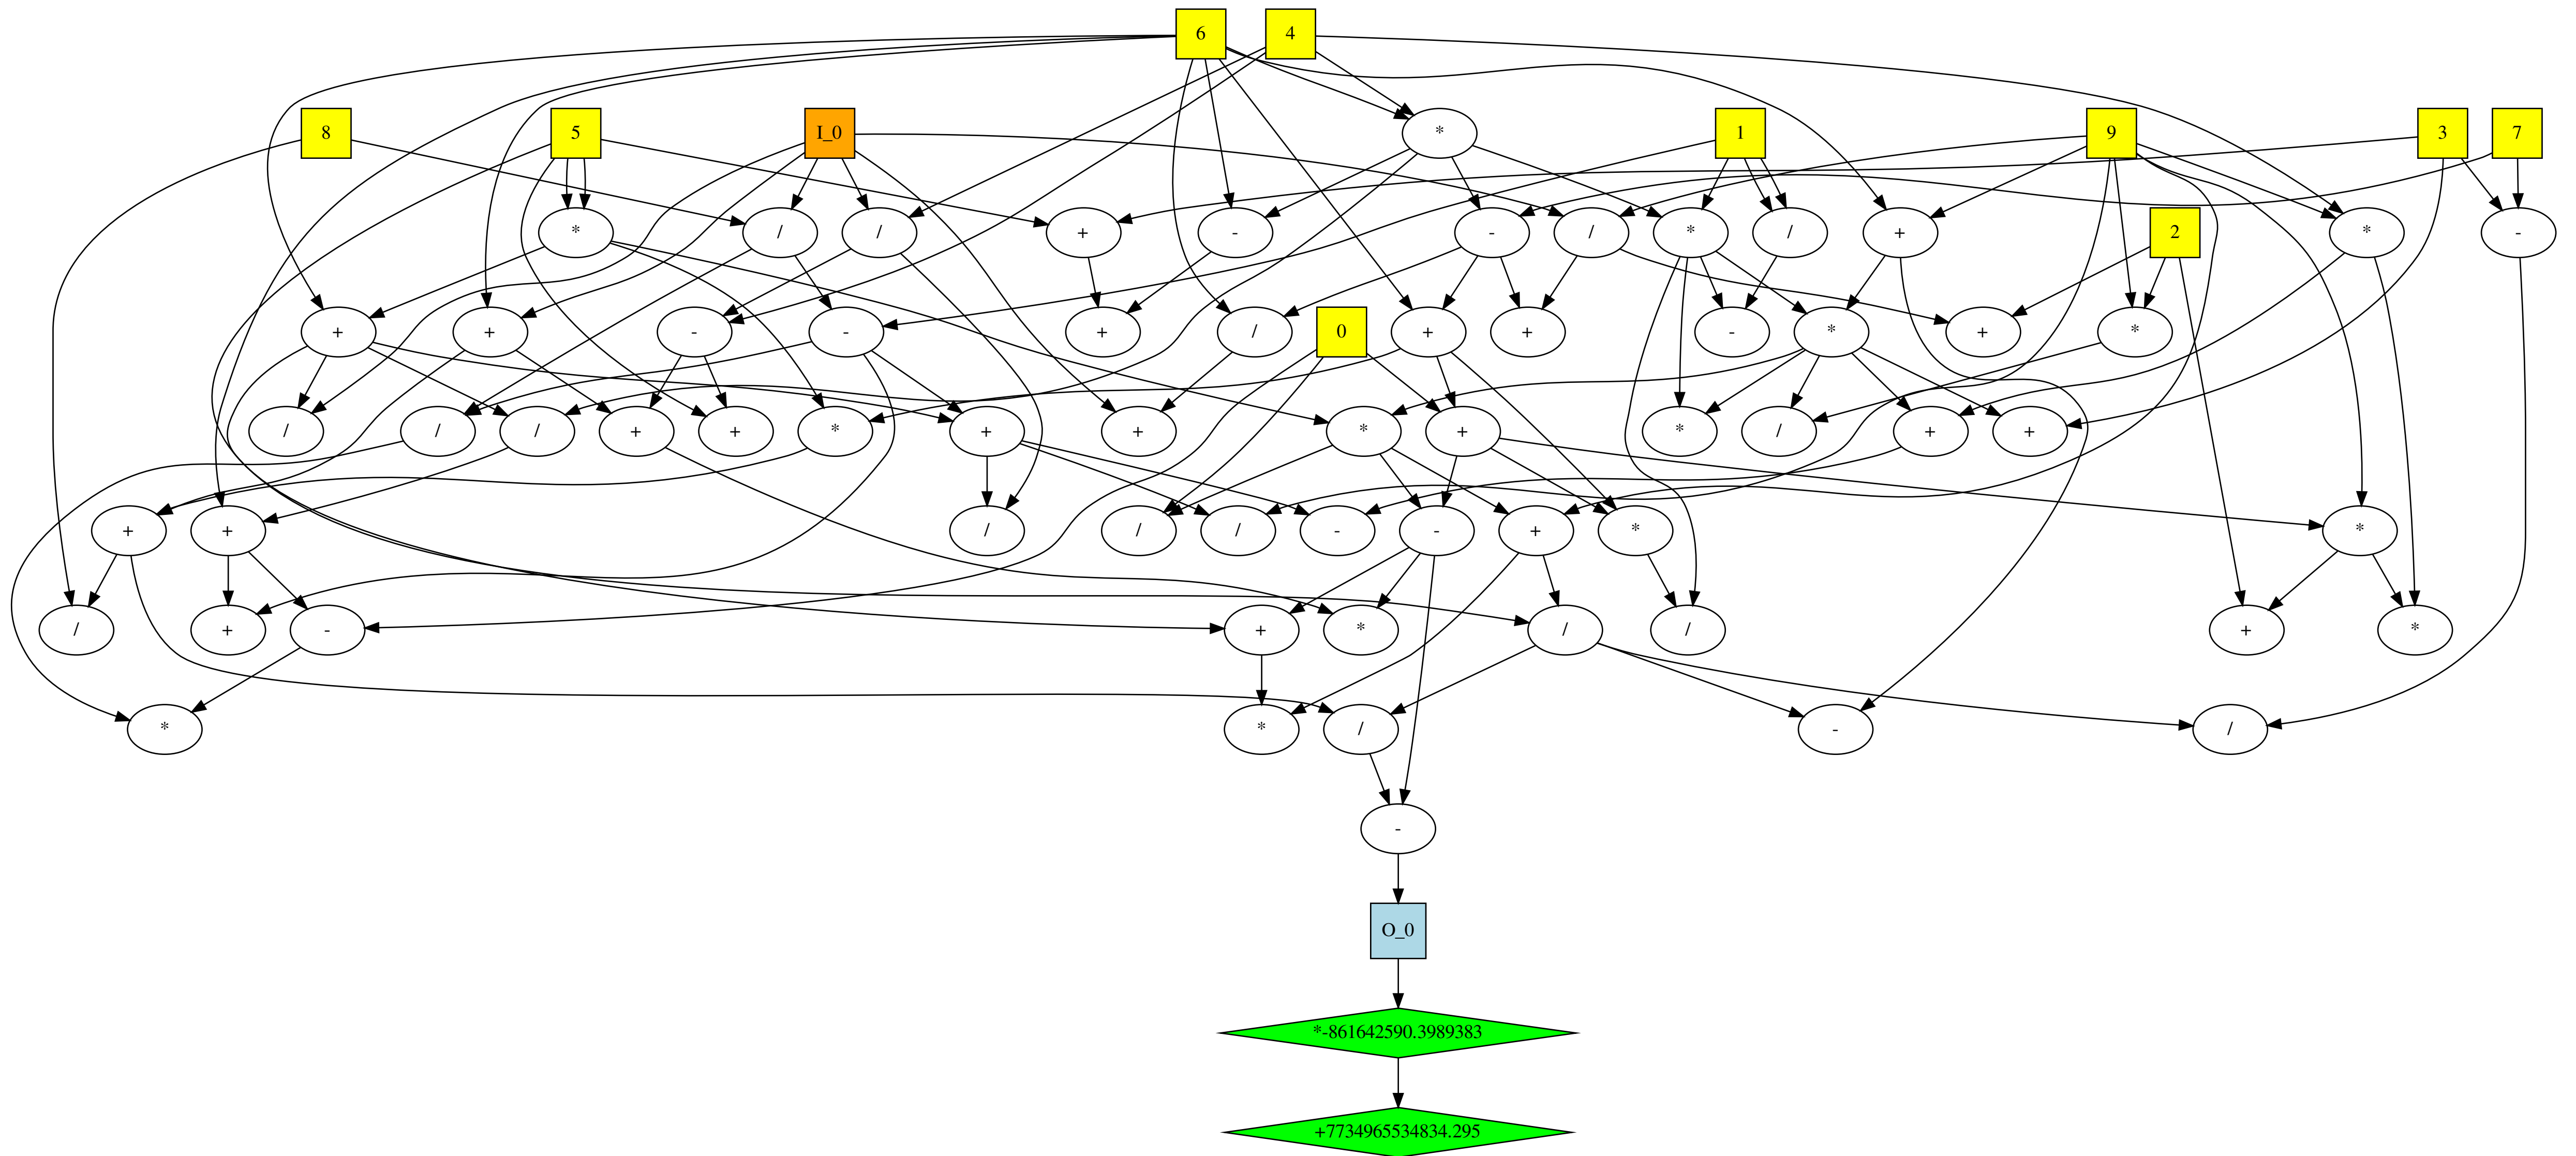 6 4
8 5 I_0 * 1 9 3 7
* / / + - - / * / + 2 * -
+ + - - + / 0 + + - * + *
/ / / + + * + + * + * / + +
+ + / / / - - + * *
/ + - + * / / + *
* * / - /
-
O_0
*-861642590.3989383
+7734965534834.295